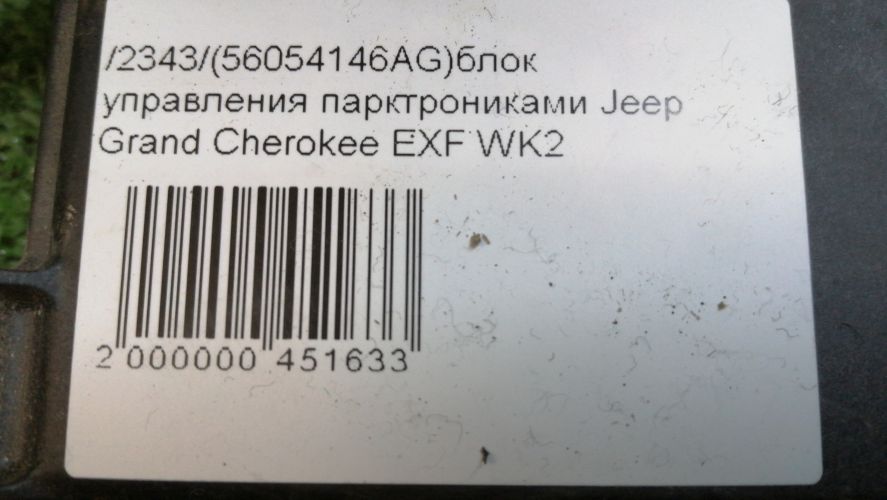 /2343/(56054146AG)блок
управления парктрониками Jeep
Grand Cherokee EXF WK2
2 000000 451633